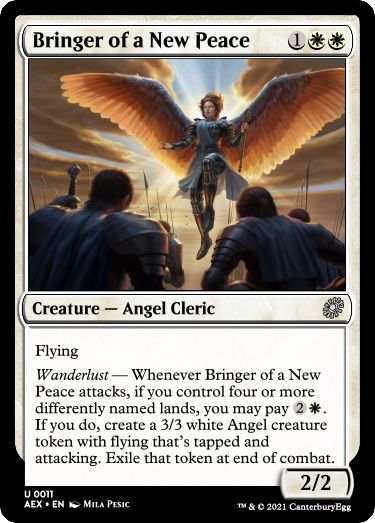 Bringer of a New Peace 1
Creature — Angel Cleric
Flying
Wanderlust — Whenever Bringer of a New
Peace attacks, if you control four or more
differently named lands, you may pay 2.
If you do, create a 3/3 white Angel creature
token with flying that's tapped and
attacking. Exile that token at end of combat.
2/2
U 0011
AEX • EN Mila Pesic
™ & © 2021 CanterburyEgg